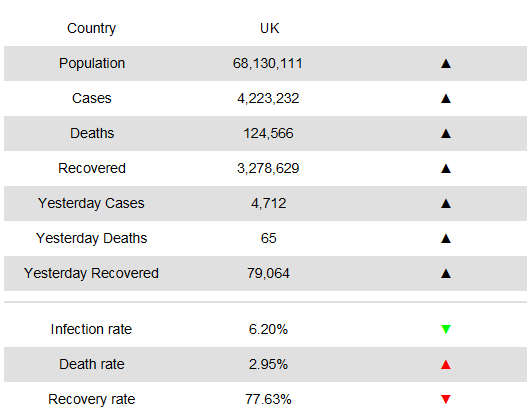 Country UK
Population 68,130,111 ▲
Cases 4,223,232 ▲
Deaths 124,566 ▲
Recovered 3,278,629 ▲
Yesterday Cases 4,712 ▲
Yesterday Deaths 65 ▲
Yesterday Recovered 79,064 ▲
Infection rate 6.20% ▼
Death rate 2.95% ▲
Recovery rate 77.63% ▼